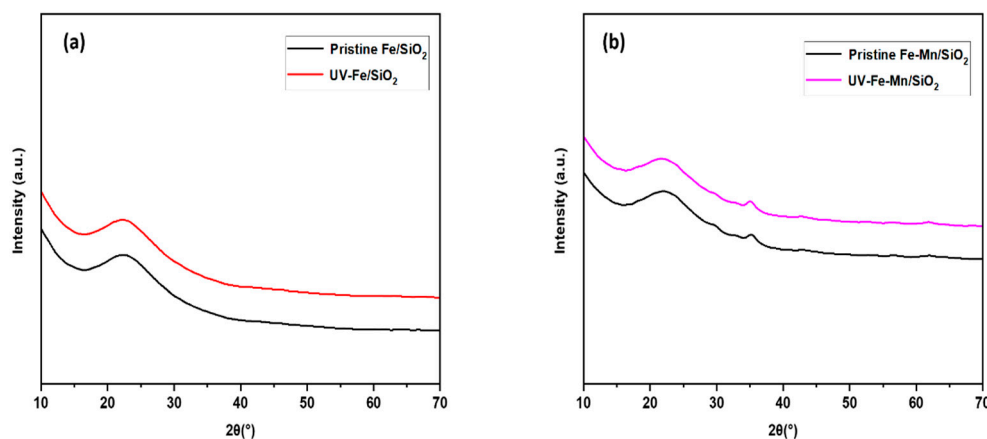 (a)
Pristine Fe/SiO₂
UV-Fe/SiO₂
Intensity (a.u.)
10 20 30 40 50 60 70
2θ(°)
(b)
Pristine Fe-Mn/SiO₂
UV-Fe-Mn/SiO₂
Intensity (a.u.)
10 20 30 40 50 60 70
2θ(°)